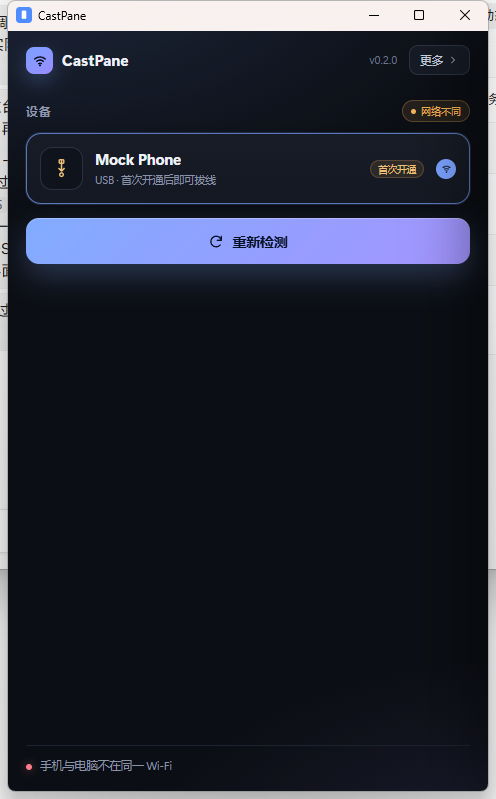 CastPane
CastPane
v0.2.0
更多
设备
网络不同
Mock Phone
首次开通
USB · 首次开通后即可拔线
重新检测
手机与电脑不在同一 Wi-Fi